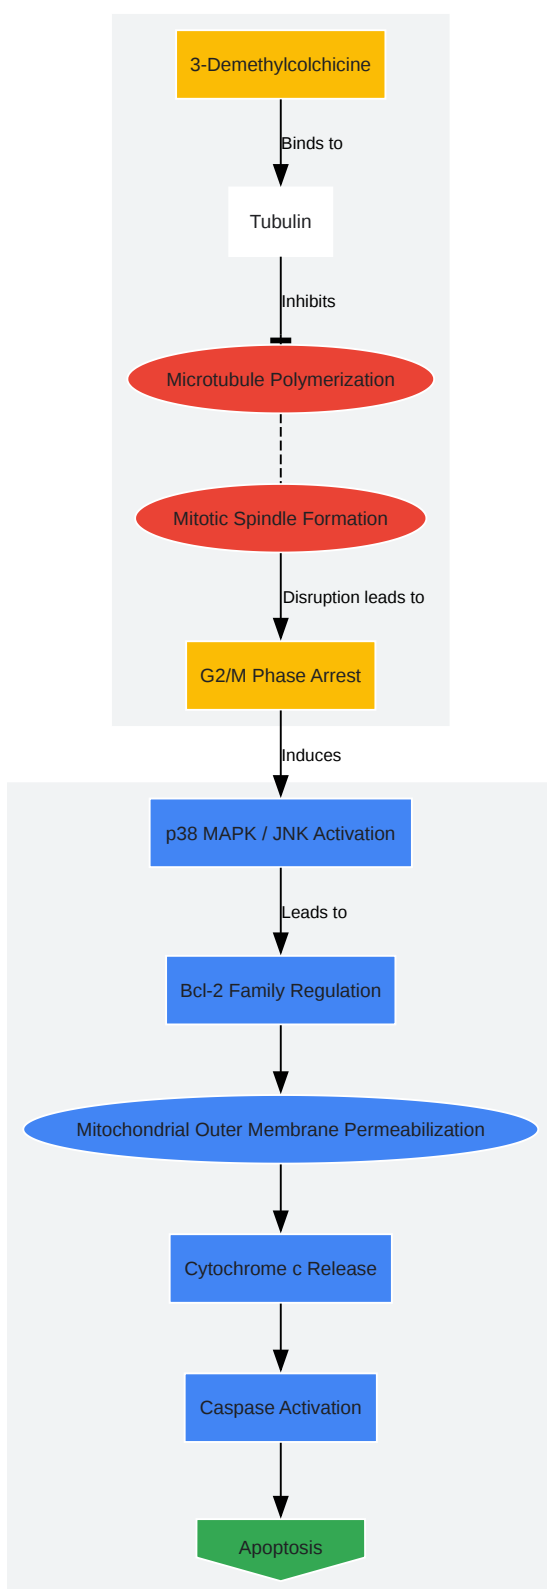 3-Demethylcolchicine
Binds to
Tubulin
Inhibits
Microtubule Polymerization
Mitotic Spindle Formation
Disruption leads to
G2/M Phase Arrest
Induces
p38 MAPK / JNK Activation
Leads to
Bcl-2 Family Regulation
Mitochondrial Outer Membrane Permeabilization
Cytochrome c Release
Caspase Activation
Apoptosis